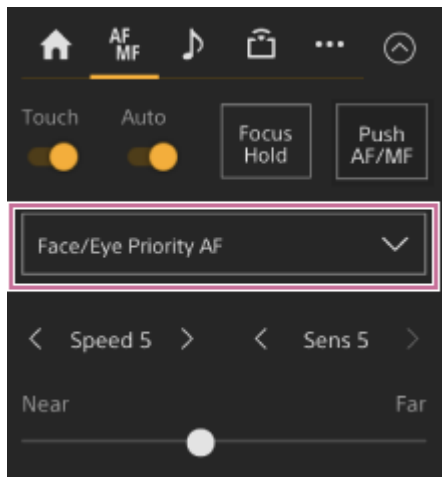 AF
MF
Touch
Auto
Focus
Hold
Push
AF/MF
Face/Eye Priority AF
Speed 5
Sens 5
Near
Far